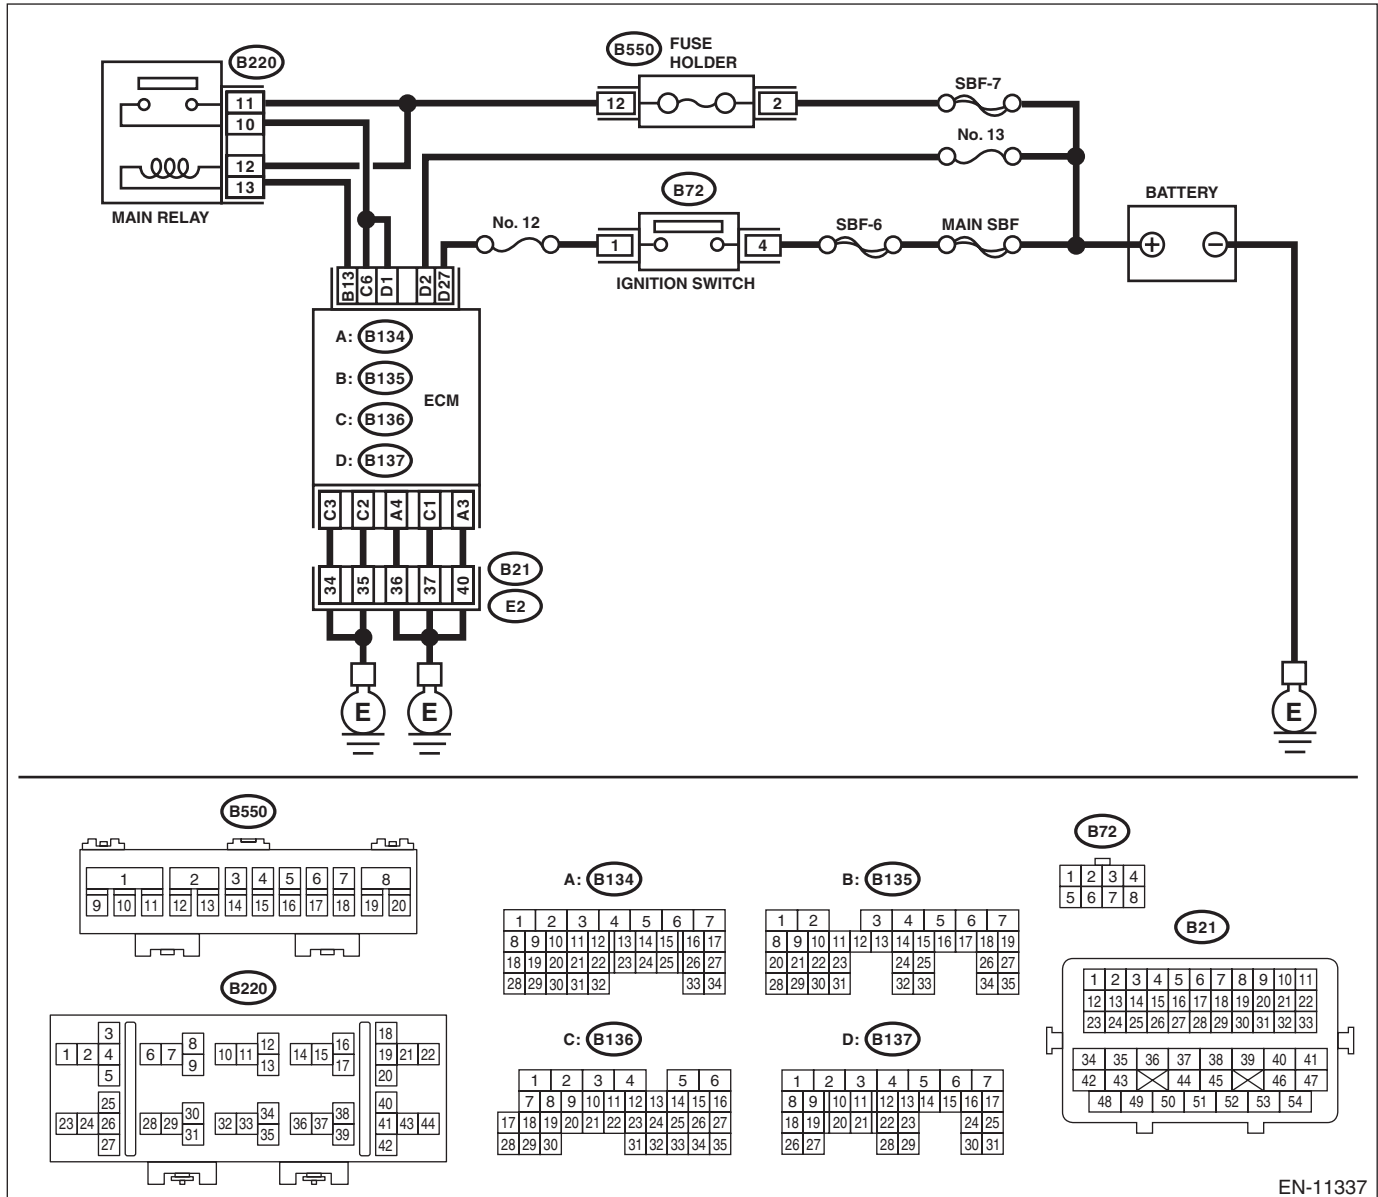 B220
B550 FUSE
HOLDER
SBF-7
11
12
2
10
No. 13
12
13
B72
MAIN RELAY
BATTERY
No. 12
SBF-6
MAIN SBF
1
4
+
−
IGNITION SWITCH
B13 C6 D1 D2 D27
A: B134
B: B135
ECM
C: B136
D: B137
C3 C2 A4 C1 A3
B21
34 35 36 37 40
E2
E E
E
B550
1 2 3 4 5 6 7 8
9 10 11 12 13 14 15 16 17 18 19 20
B72
1 2 3 4
5 6 7 8
A: B134
1 2 3 4 5 6 7
8 9 10 11 12 13 14 15 16 17
18 19 20 21 22 23 24 25 26 27
28 29 30 31 32 33 34
B: B135
1 2 3 4 5 6 7
8 9 10 11 12 13 14 15 16 17 18 19
20 21 22 23 24 25 26 27
28 29 30 31 32 33 34 35
B21
1 2 3 4 5 6 7 8 9 10 11
12 13 14 15 16 17 18 19 20 21 22
23 24 25 26 27 28 29 30 31 32 33
34 35 36 37 38 39 40 41
42 43 44 45 46 47
48 49 50 51 52 53 54
B220
3 18
1 2 4 6 7 8 9 10 11 12 13 14 15 16 17 19 21 22
5 20
25 40
23 24 26 28 29 30 31 32 33 34 35 36 37 38 39 41 43 44
27 42
C: B136
1 2 3 4 5 6
7 8 9 10 11 12 13 14 15 16
17 18 19 20 21 22 23 24 25 26 27
28 29 30 31 32 33 34 35
D: B137
1 2 3 4 5 6 7
8 9 10 11 12 13 14 15 16 17
18 19 20 21 22 23 24 25
26 27 28 29 30 31
EN-11337